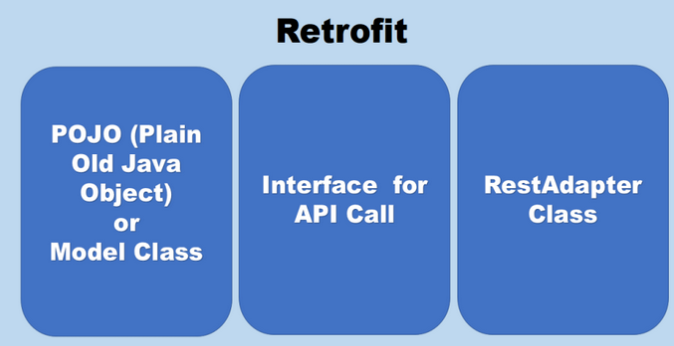 Retrofit
POJO (Plain
Old Java
Object)
or
Model Class
Interface for
API Call
RestAdapter
Class